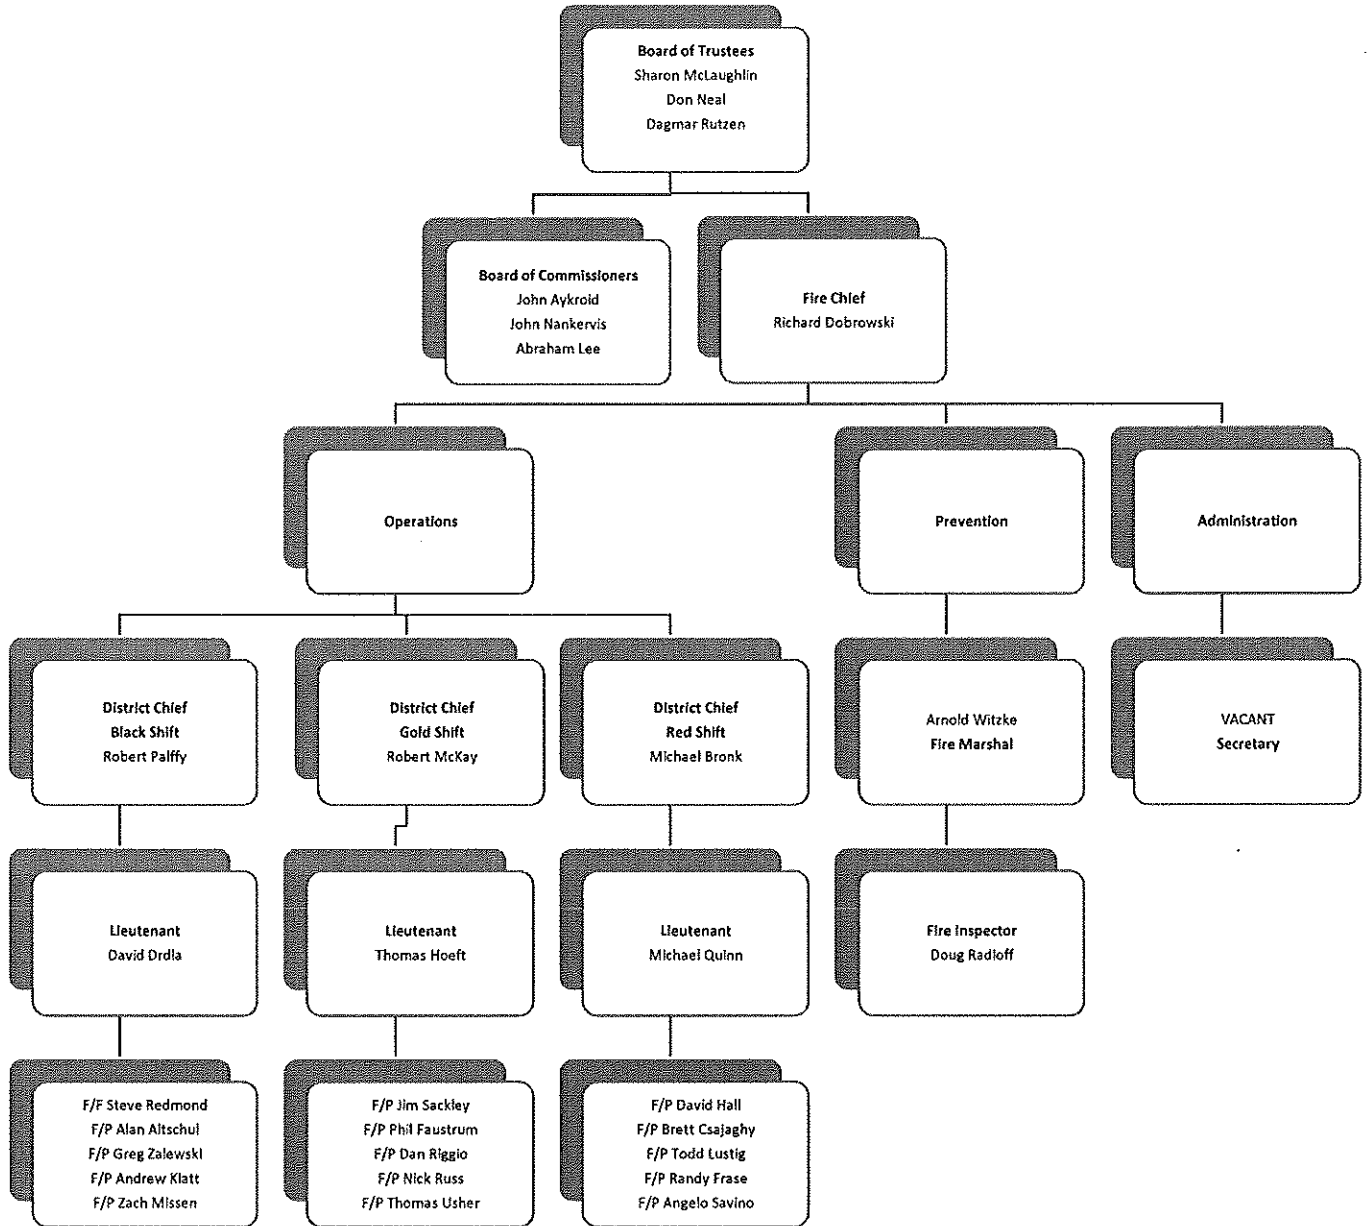 Board of Trustees
Sharon McLaughlin
Don Neal
Dagmar Rutzen
Board of Commissioners
John Aykroid
John Nankervis
Abraham Lee
Fire Chief
Richard Dobrowski
Operations
Prevention
Administration
District Chief
Black Shift
Robert Palffy
District Chief
Gold Shift
Robert McKay
District Chief
Red Shift
Michael Bronk
Arnold Witzke
Fire Marshal
VACANT
Secretary
Lieutenant
David Drdla
Lieutenant
Thomas Hoeft
Lieutenant
Michael Quinn
Fire Inspector
Doug Radloff
F/F Steve Redmond
F/P Alan Altschul
F/P Greg Zalewski
F/P Andrew Klatt
F/P Zach Missen
F/P Jim Sackley
F/P Phil Faustrum
F/P Dan Riggio
F/P Nick Russ
F/P Thomas Usher
F/P David Hall
F/P Brett Csajaghy
F/P Todd Lustig
F/P Randy Frase
F/P Angelo Savino